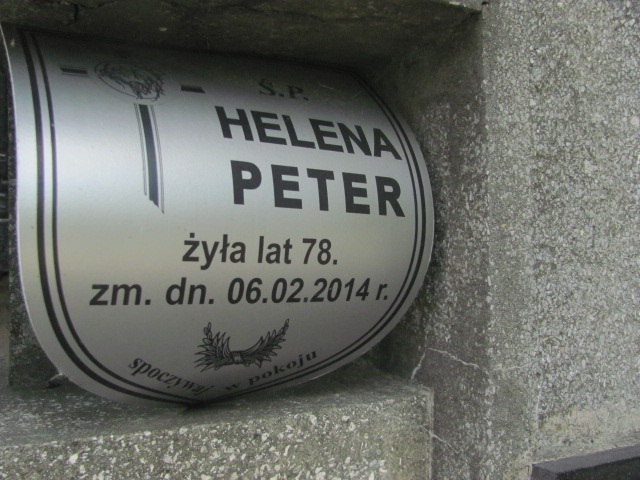 Ś.P.
HELENA
PETER
żyła lat 78.
zm. dn. 06.02.2014 r.
spoczywaj w pokoju